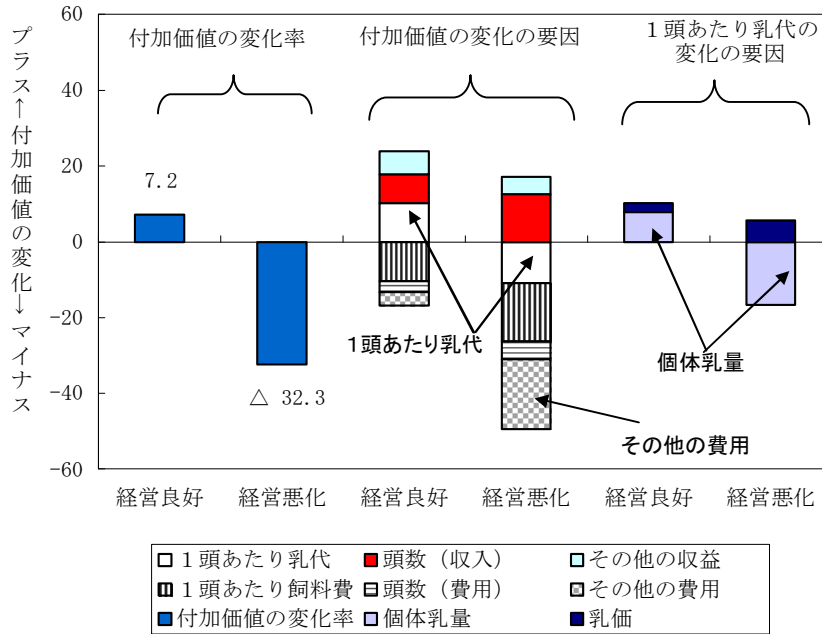 付加価値の変化率
付加価値の変化の要因
１頭あたり乳代の
変化の要因
プラス↑付加価値の変化↓マイナス
60
40
20
0
-20
-40
-60
7.2
△ 32.3
1頭あたり乳代
個体乳量
その他の費用
経営良好
経営悪化
経営良好
経営悪化
経営良好
経営悪化
１頭あたり乳代
頭数（収入）
その他の収益
１頭あたり飼料費
頭数（費用）
その他の費用
付加価値の変化率
個体乳量
乳価